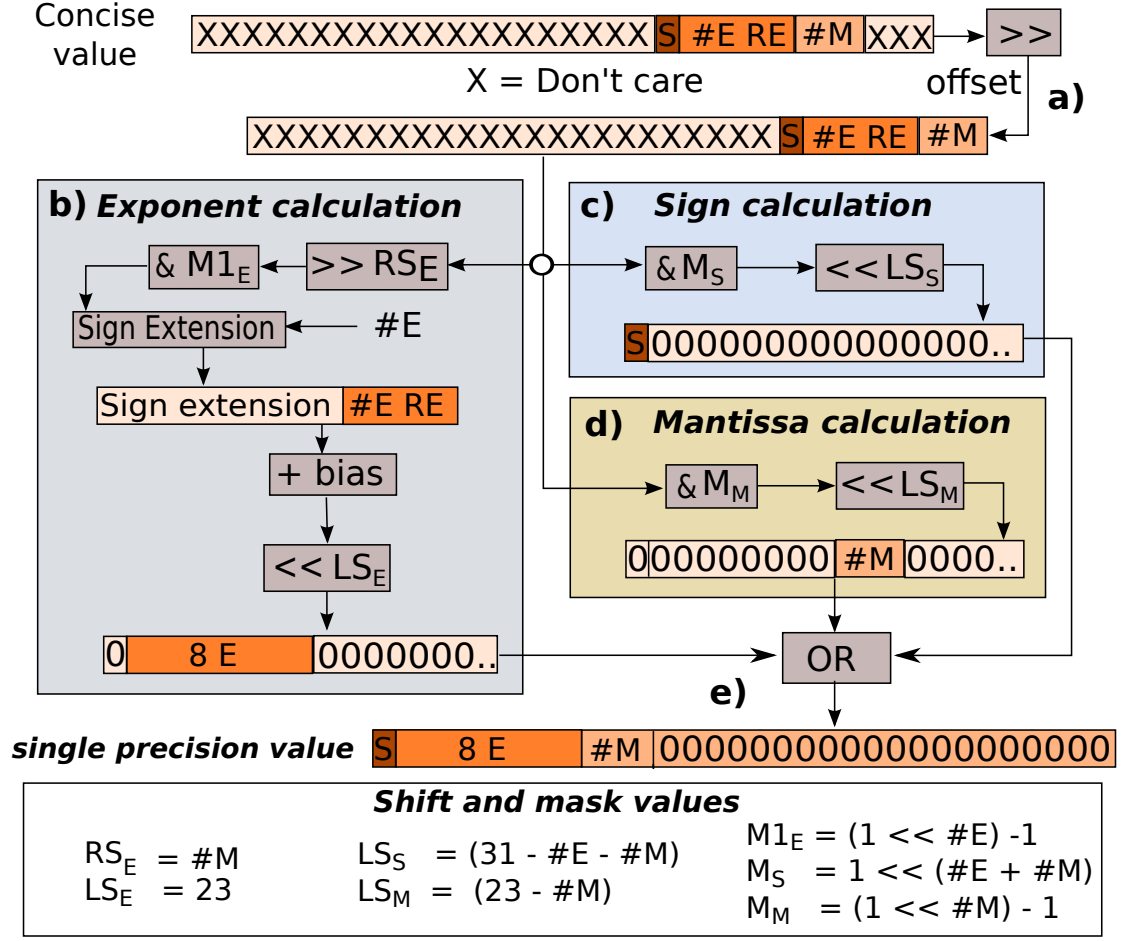 Concise value
XXXXXXXXXXXXXXXXXXXX S #E RE #M XXX >>
X = Don't care
offset
a)
XXXXXXXXXXXXXXXXXXXXXXX S #E RE #M
b) Exponent calculation
& M1E
>> RSE
Sign Extension
#E
Sign extension #E RE
+ bias
<< LSE
0 8 E 0000000..
c) Sign calculation
& MS
<< LSS
S 000000000000000..
d) Mantissa calculation
& MM
<< LSM
0 00000000 #M 0000..
OR
e)
single precision value S 8 E #M 00000000000000000000
Shift and mask values
RSE = #M
LSE = 23
LSS = (31 - #E - #M)
LSM = (23 - #M)
M1E = (1 << #E) -1
MS = 1 << (#E + #M)
MM = (1 << #M) - 1